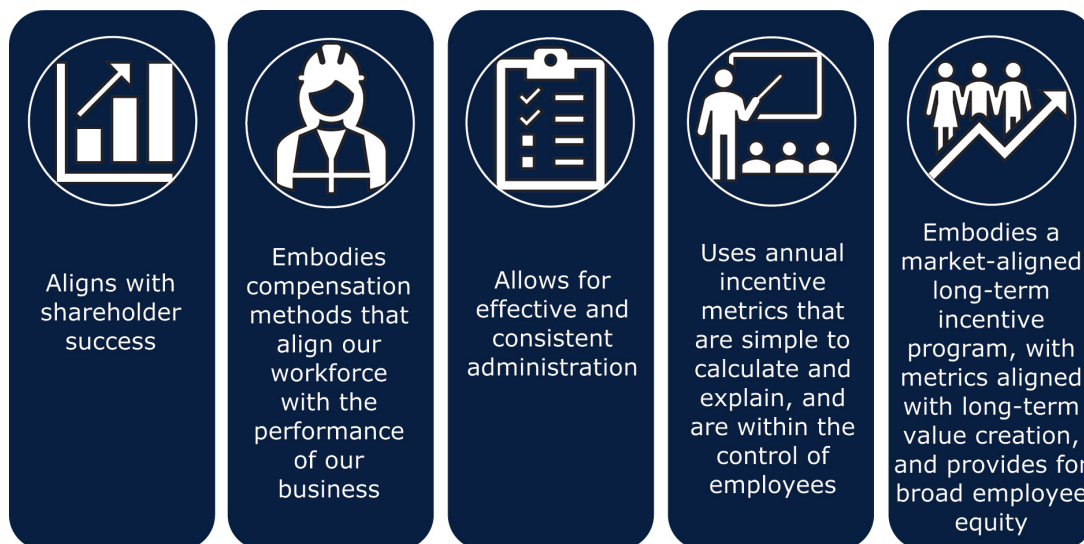 Aligns with
shareholder
success
Embodies
compensation
methods that
align our
workforce
with the
performance
of our
business
Allows for
effective and
consistent
administration
Uses annual
incentive
metrics that
are simple to
calculate and
explain, and
are within the
control of
employees
Embodies a
market-aligned
long-term
incentive
program, with
metrics aligned
with long-term
value creation,
and provides for
broad employee
equity